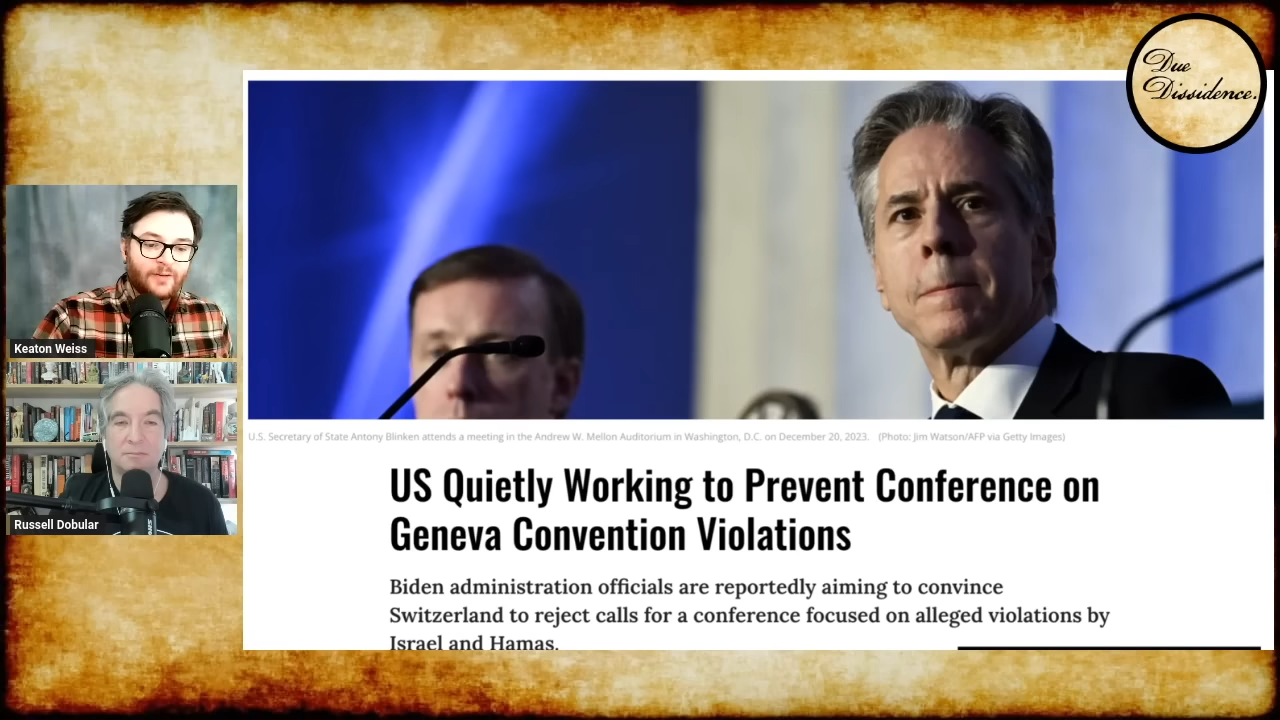 Due
Dissidence.
Keaton Weiss
Russell Dobular
U.S. Secretary of State Antony Blinken attends a meeting in the Andrew W. Mellon Auditorium in Washington, D.C. on December 20, 2023. (Photo: Jim Watson/AFP via Getty Images)
US Quietly Working to Prevent Conference on
Geneva Convention Violations
Biden administration officials are reportedly aiming to convince
Switzerland to reject calls for a conference focused on alleged violations by
Israel and Hamas.